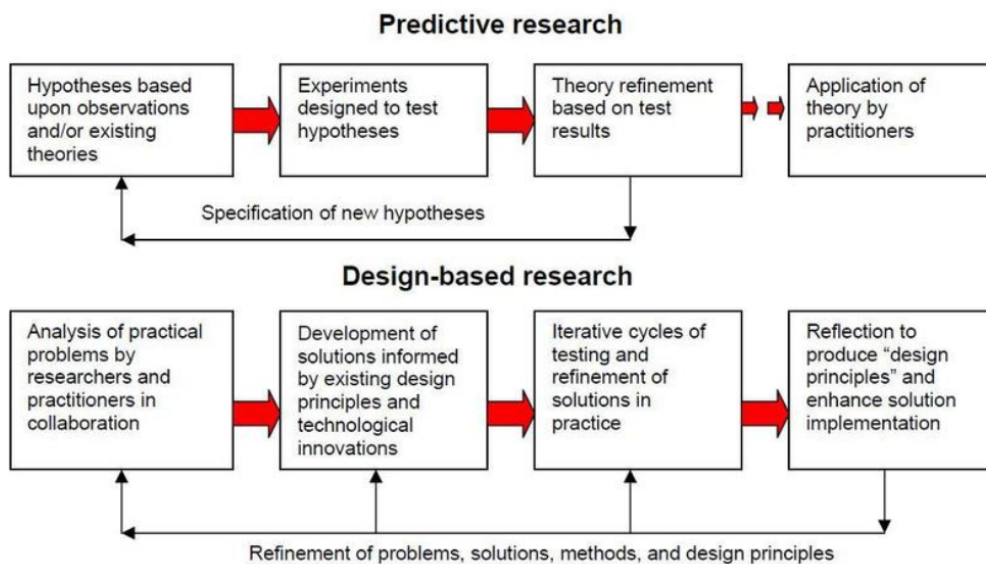 Predictive research
Hypotheses based
upon observations
and/or existing
theories
Experiments
designed to test
hypotheses
Theory refinement
based on test
results
Application of
theory by
practitioners
Specification of new hypotheses
Design-based research
Analysis of practical
problems by
researchers and
practitioners in
collaboration
Development of
solutions informed
by existing design
principles and
technological
innovations
Iterative cycles of
testing and
refinement of
solutions in
practice
Reflection to
produce “design
principles” and
enhance solution
implementation
Refinement of problems, solutions, methods, and design principles